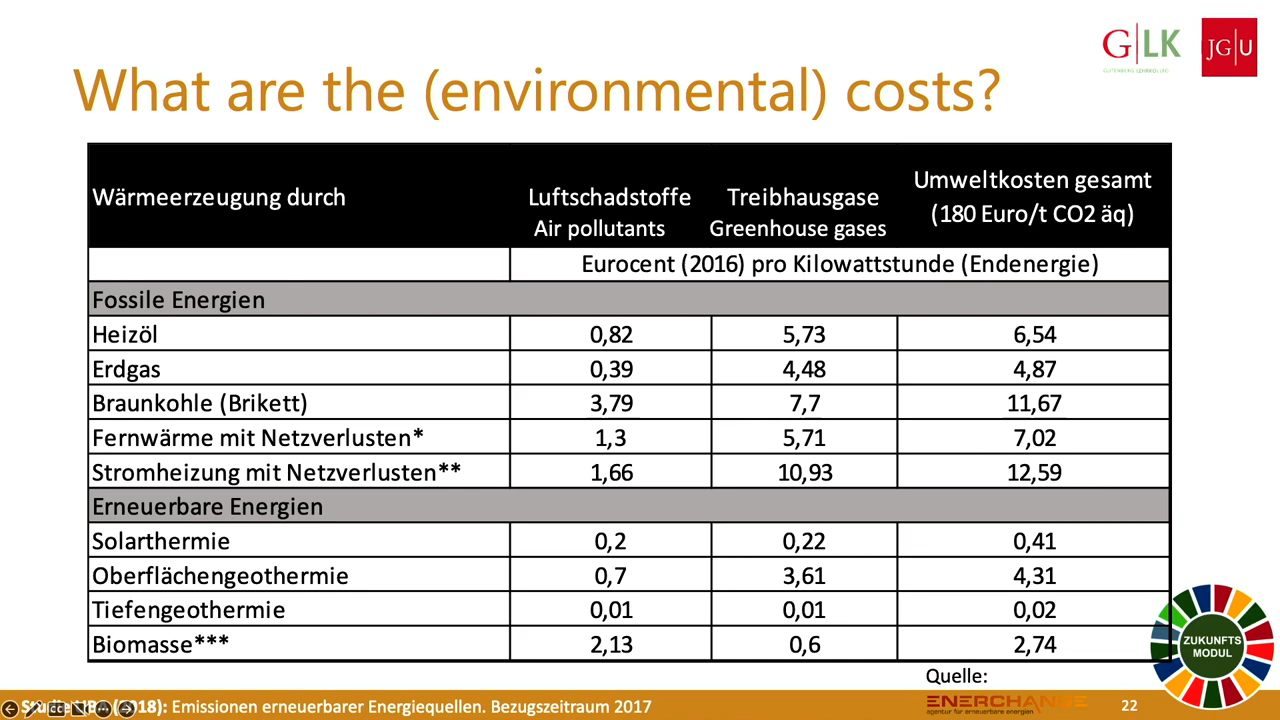 G|LK
GUTENBERG LEHRKOLLEG
JG|U
What are the (environmental) costs?
Wärmeerzeugung durch Luftschadstoffe Air pollutants Treibhausgase Greenhouse gases Umweltkosten gesamt (180 Euro/t CO2 äq)
Eurocent (2016) pro Kilowattstunde (Endenergie)
Fossile Energien
Heizöl 0,82 5,73 6,54
Erdgas 0,39 4,48 4,87
Braunkohle (Brikett) 3,79 7,7 11,67
Fernwärme mit Netzverlusten* 1,3 5,71 7,02
Stromheizung mit Netzverlusten** 1,66 10,93 12,59
Erneuerbare Energien
Solarthermie 0,2 0,22 0,41
Oberflächengeothermie 0,7 3,61 4,31
Tiefengeothermie 0,01 0,01 0,02
Biomasse*** 2,13 0,6 2,74
ZUKUNFTS
MODUL
Quelle:
ENERCHANGE
agentur für erneuerbare energien
(2018): Emissionen erneuerbarer Energiequellen. Bezugszeitraum 2017
22